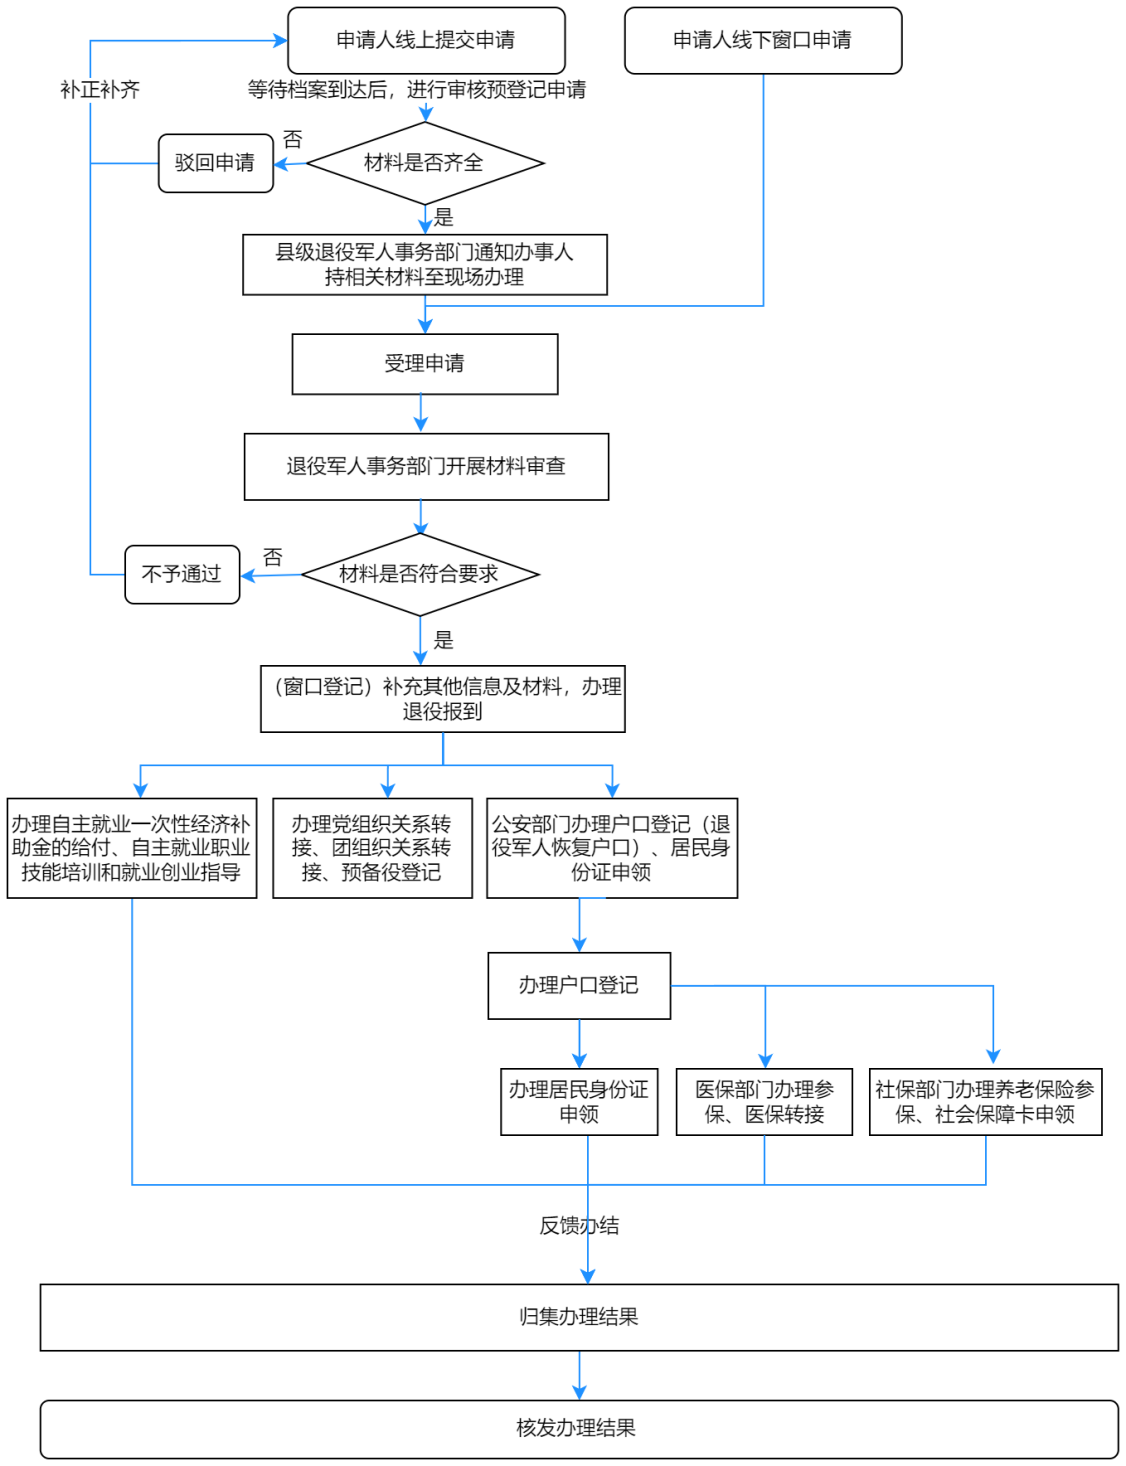 申请人线上提交申请
申请人线下窗口申请
补正补齐
等待档案到达后，进行审核预登记申请
否
驳回申请
材料是否齐全
是
县级退役军人事务部门通知办事人
持相关材料至现场办理
受理申请
退役军人事务部门开展材料审查
否
不予通过
材料是否符合要求
是
（窗口登记）补充其他信息及材料，办理
退役报到
办理自主就业一次性经济补
助金的给付、自主就业职业
技能培训和就业创业指导
办理党组织关系转
接、团组织关系转
接、预备役登记
公安部门办理户口登记（退
役军人恢复户口）、居民身
份证申领
办理户口登记
办理居民身份证
申领
医保部门办理参
保、医保转接
社保部门办理养老保险参
保、社会保障卡申领
反馈办结
归集办理结果
核发办理结果